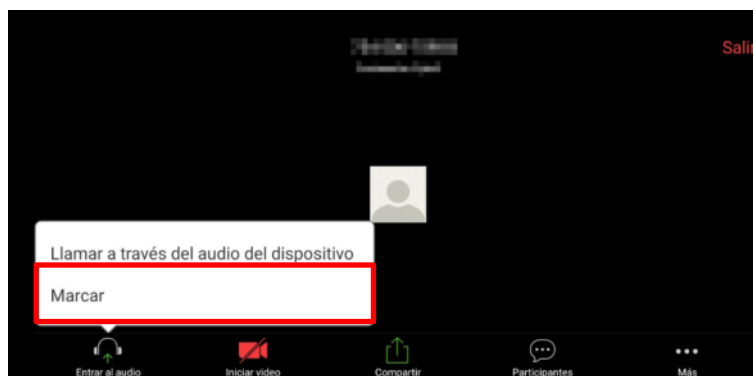 Salir
Llamar a través del audio del dispositivo
Marcar
Entrar al audio
Iniciar video
Compartir
Participantes
Más